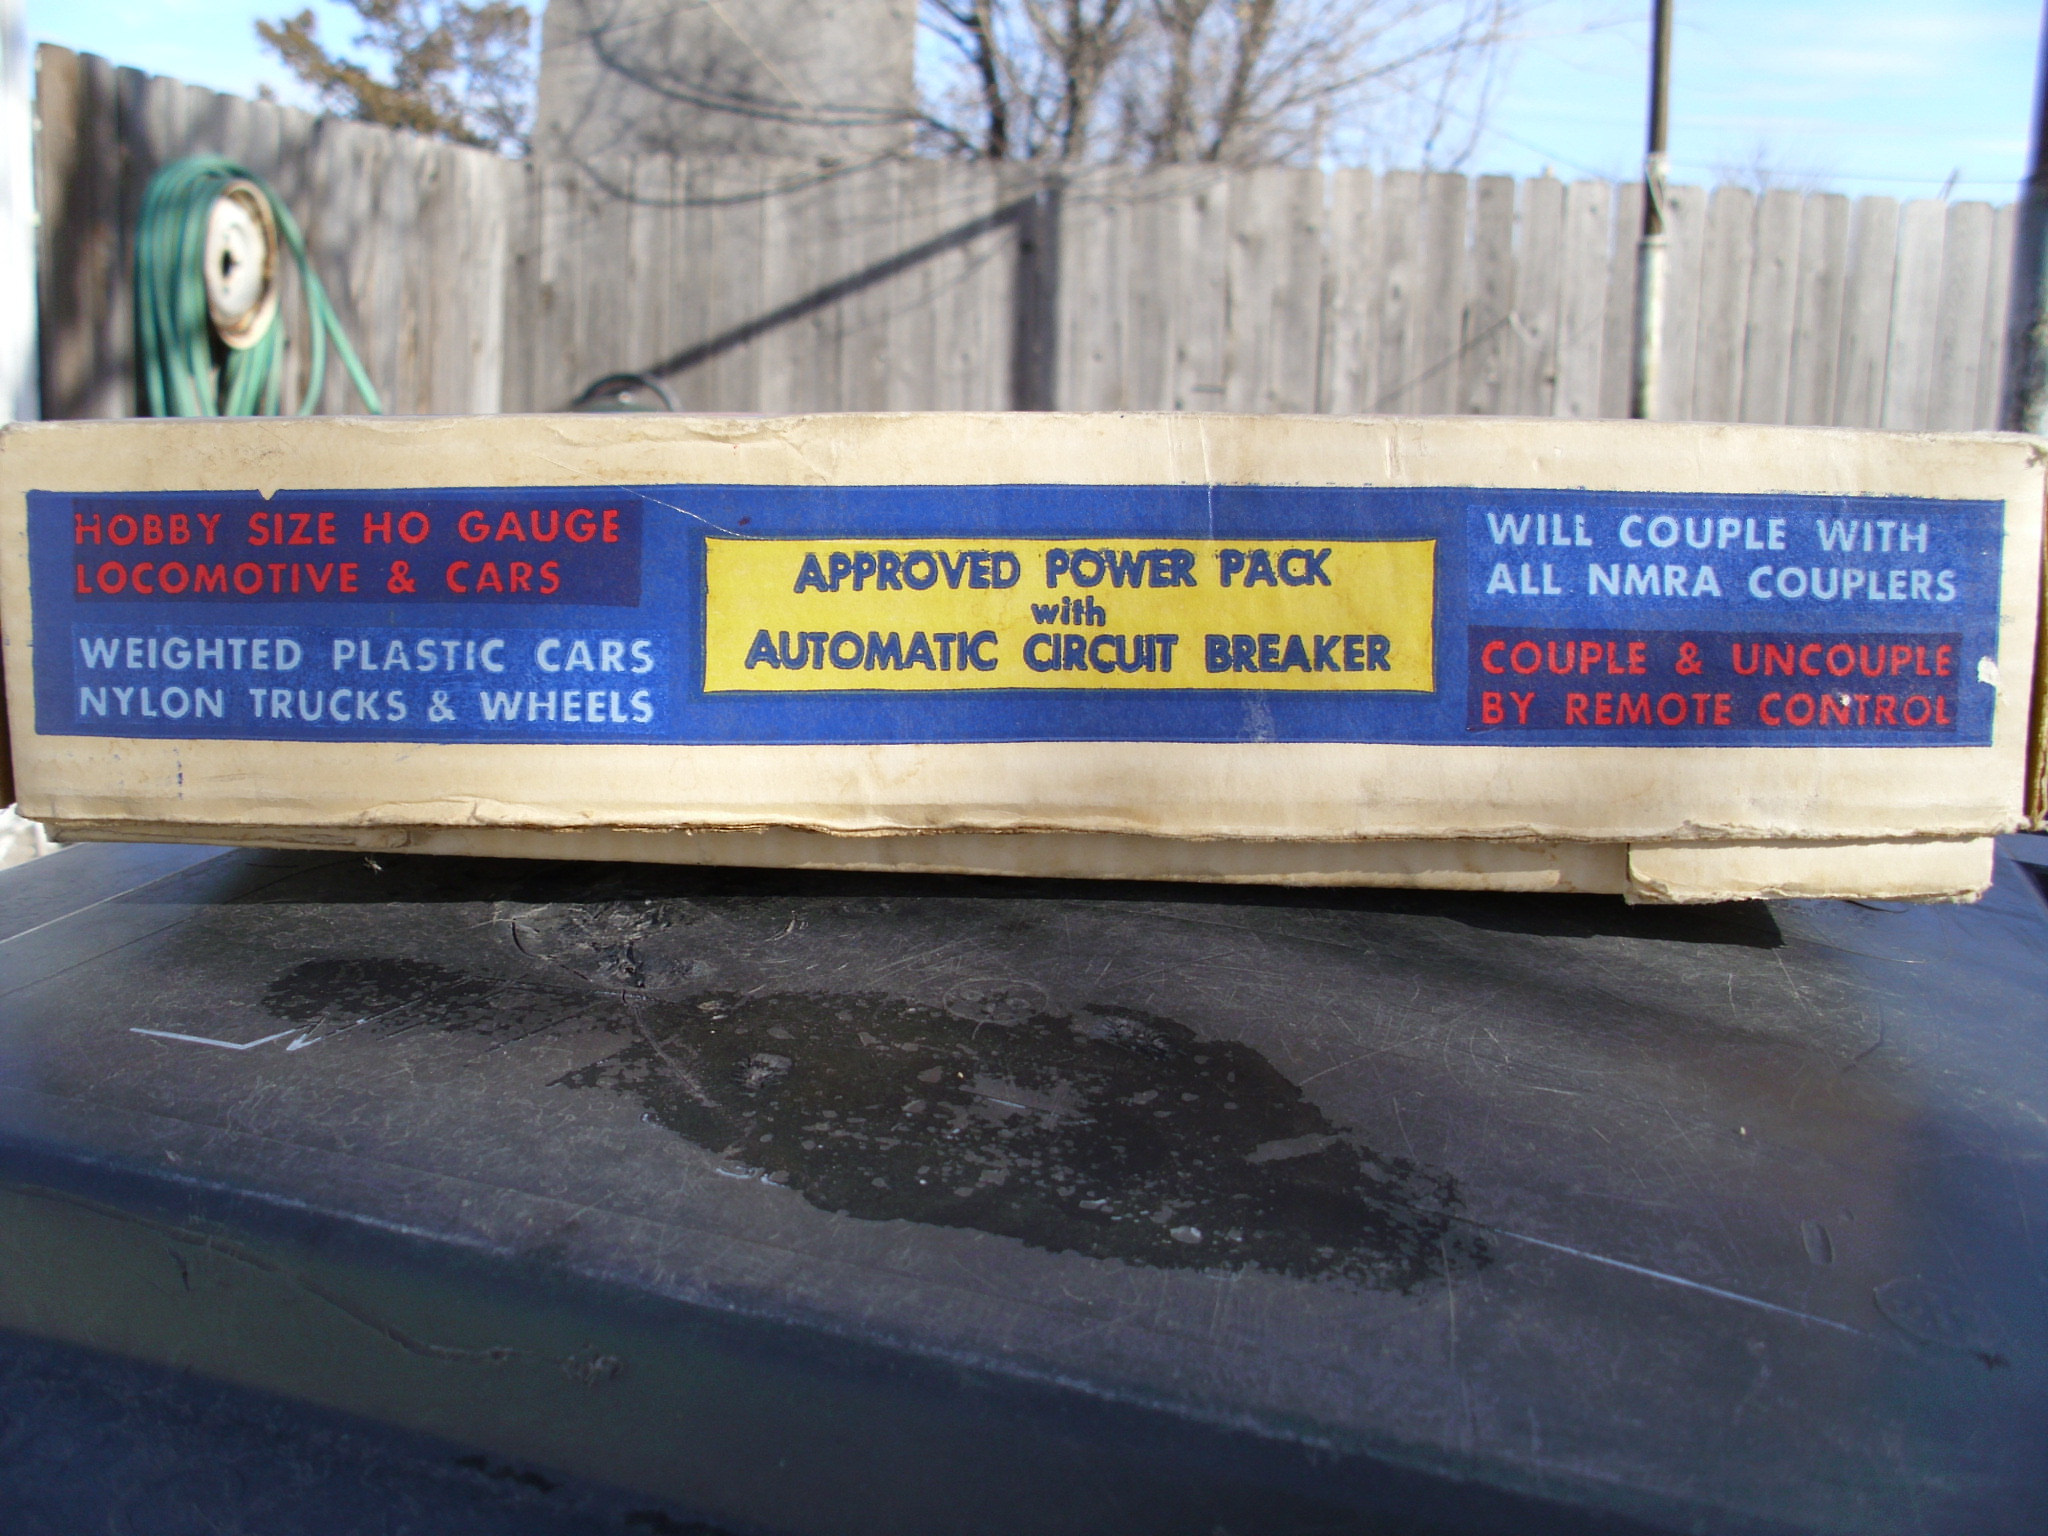 HOBBY SIZE HO GAUGE
LOCOMOTIVE & CARS
WEIGHTED PLASTIC CARS
NYLON TRUCKS & WHEELS
APPROVED POWER PACK
with
AUTOMATIC CIRCUIT BREAKER
WILL COUPLE WITH
ALL NMRA COUPLERS
COUPLE & UNCOUPLE
BY REMOTE CONTROL